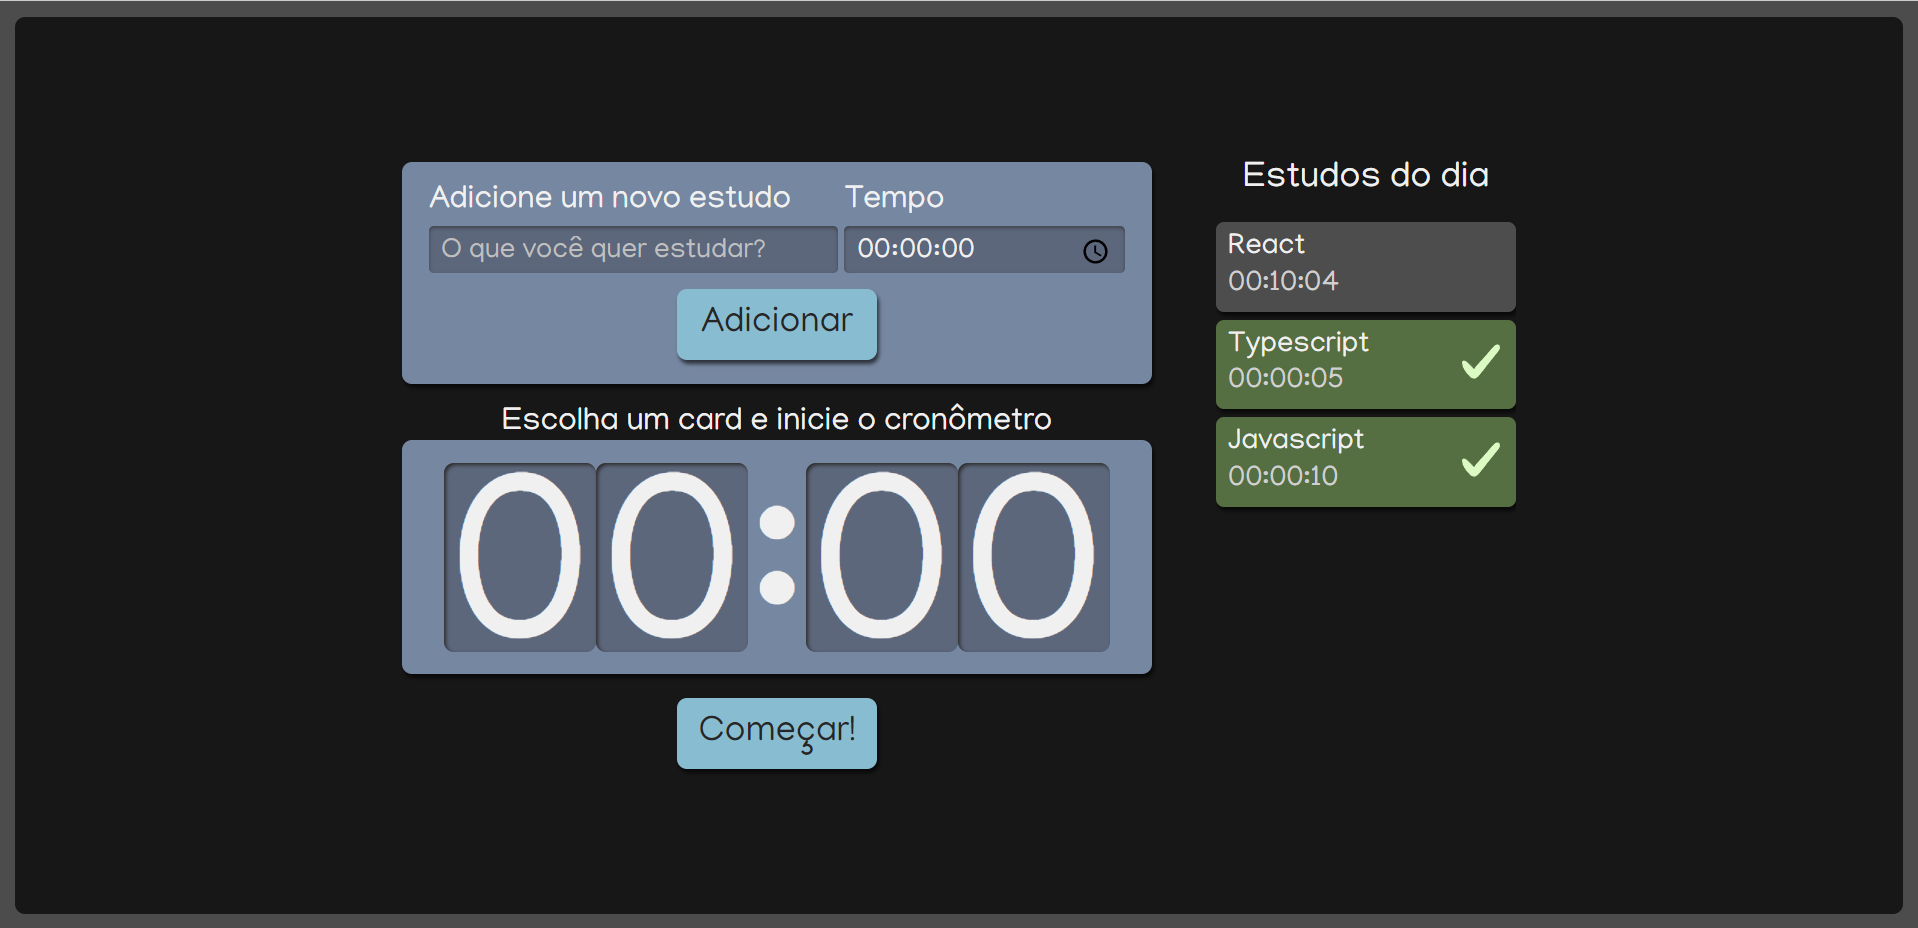 Adicione um novo estudo
Tempo
O que você quer estudar?
00:00:00
Adicionar
Escolha um card e inicie o cronômetro
00:00
Começar!
Estudos do dia
React
00:10:04
Typescript
00:00:05
Javascript
00:00:10